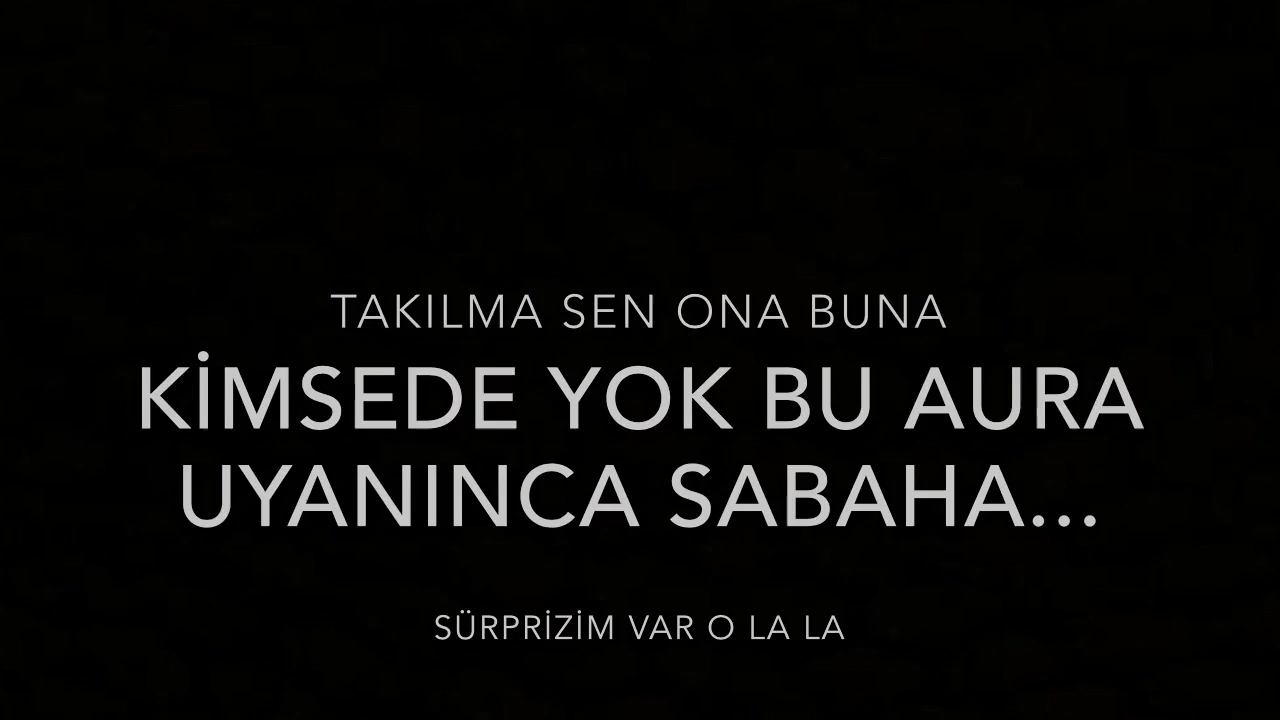 TAKILMA SEN ONA BUNA
KİMSEDE YOK BU AURA
UYANINCA SABAHA...
SÜRPRİZİM VAR O LA LA